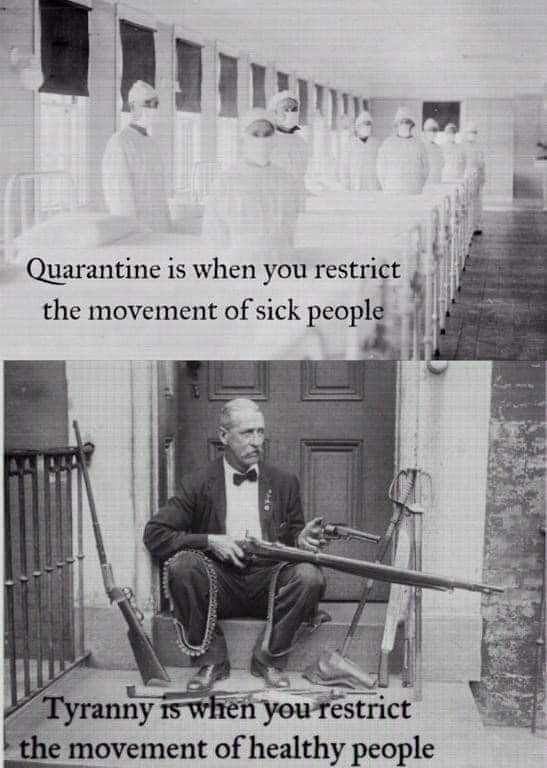 Quarantine is when you restrict
the movement of sick people
Tyranny is when you restrict
the movement of healthy people